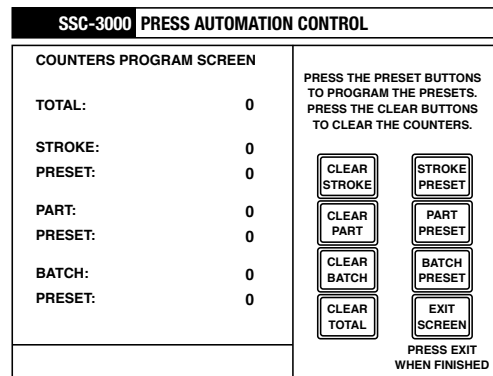 SSC-3000 PRESS AUTOMATION CONTROL
COUNTERS PROGRAM SCREEN
TOTAL: 0
STROKE: 0
PRESET: 0
PART: 0
PRESET: 0
BATCH: 0
PRESET: 0
PRESS THE PRESET BUTTONS
TO PROGRAM THE PRESETS.
PRESS THE CLEAR BUTTONS
TO CLEAR THE COUNTERS.
CLEAR
STROKE
STROKE
PRESET
CLEAR
PART
PART
PRESET
CLEAR
BATCH
BATCH
PRESET
CLEAR
TOTAL
EXIT
SCREEN
PRESS EXIT
WHEN FINISHED